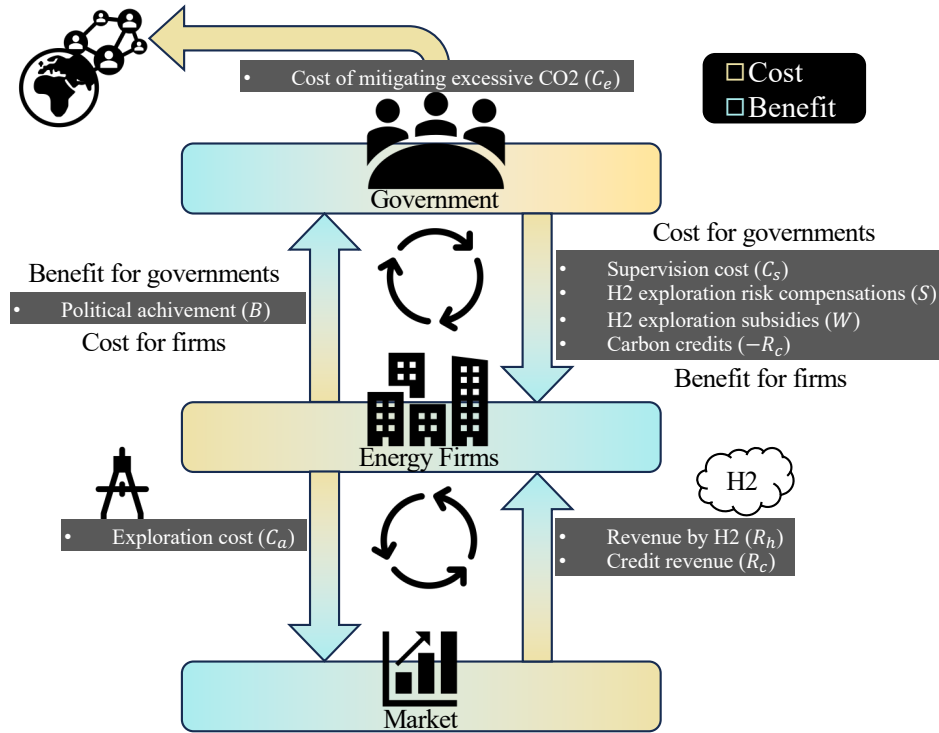 • Cost of mitigating excessive CO2 (Cₑ)
Cost
Benefit
Government
Benefit for governments
• Political achivement (B)
Cost for firms
Cost for governments
• Supervision cost (Cₛ)
• H2 exploration risk compensations (S)
• H2 exploration subsidies (W)
• Carbon credits (−R_c)
Benefit for firms
Energy Firms
• Exploration cost (Cₐ)
H2
• Revenue by H2 (Rₕ)
• Credit revenue (R_c)
Market